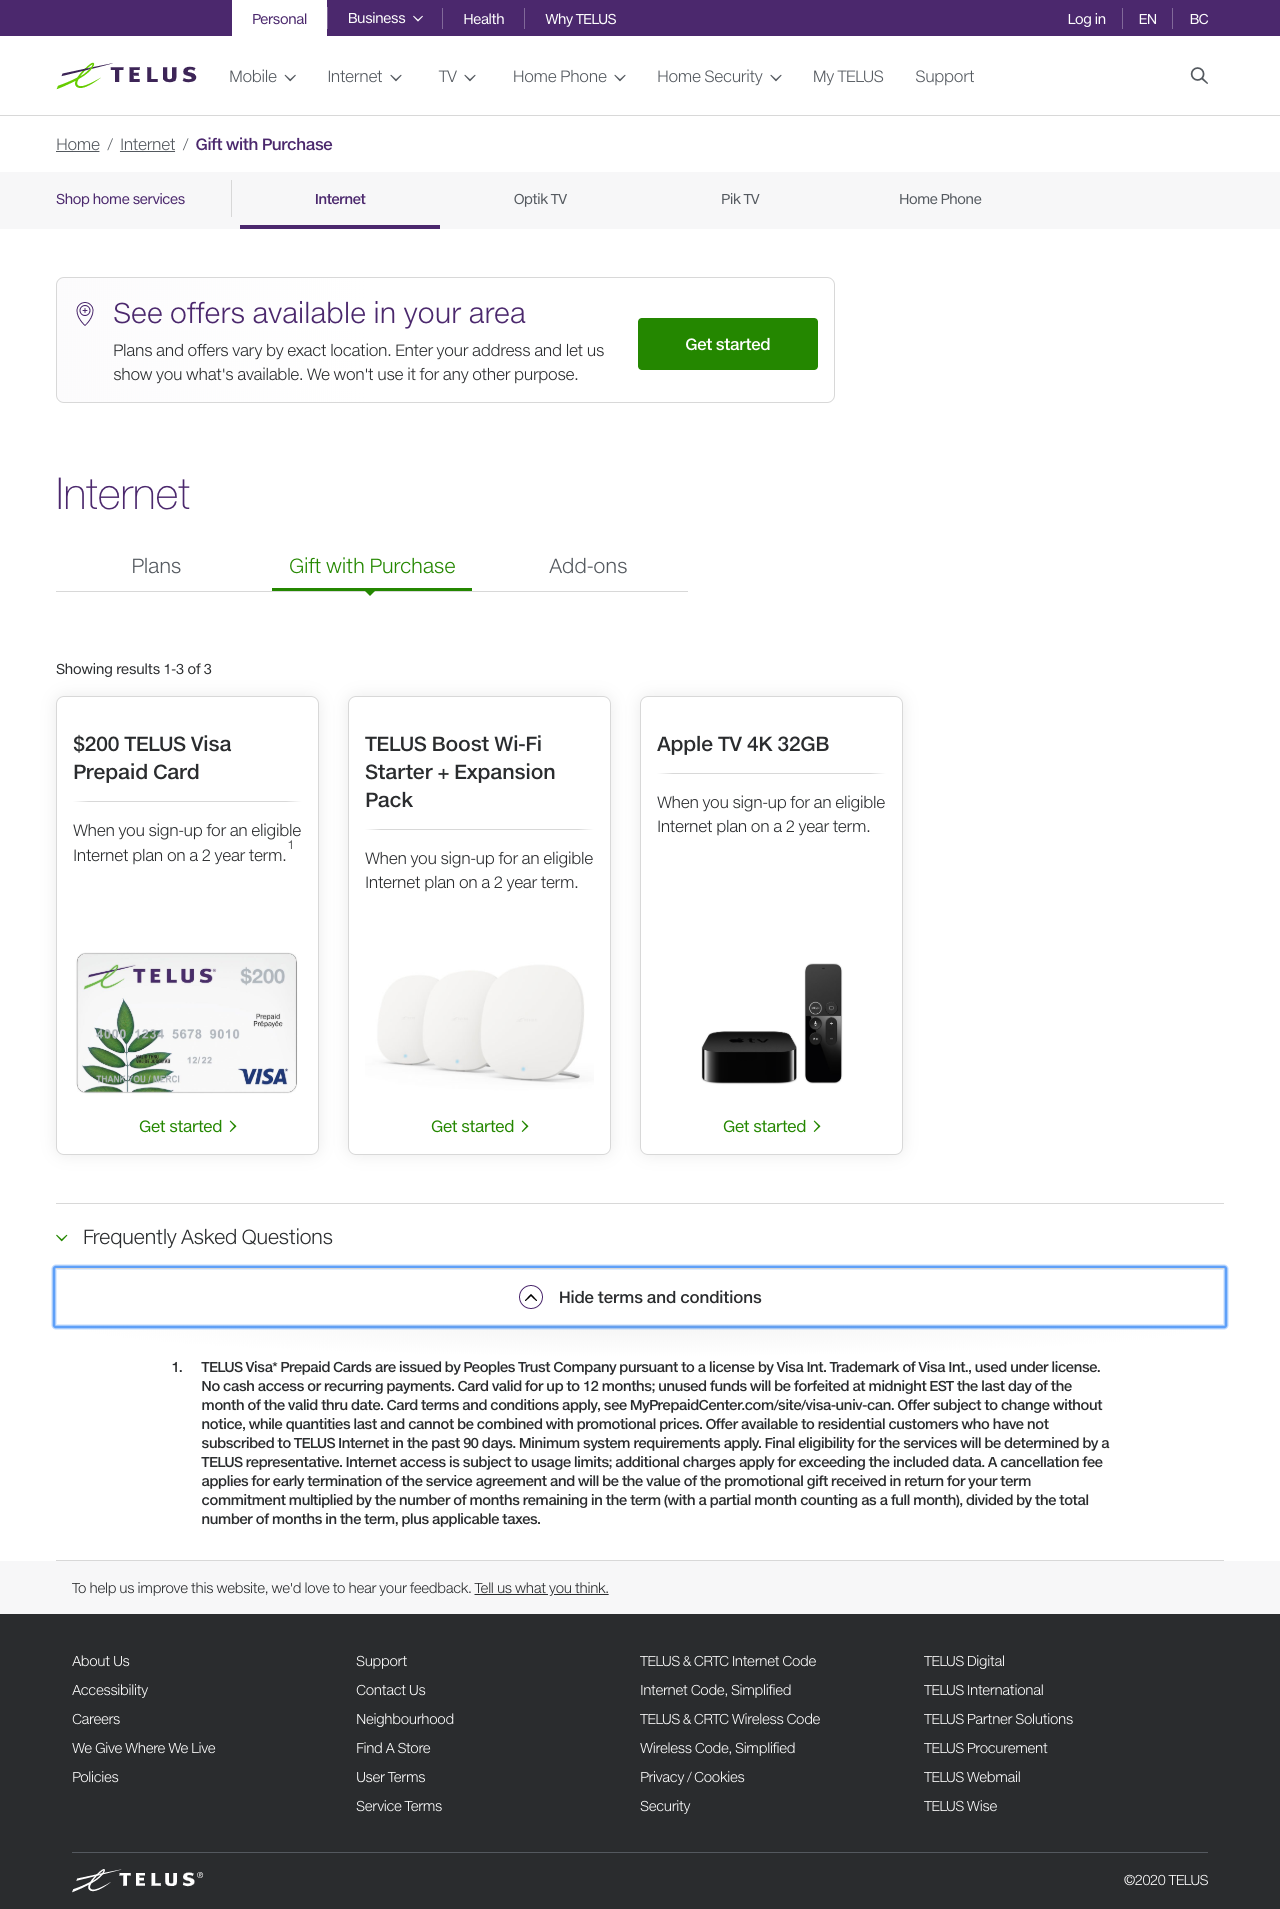 Personal
Business
Health
Why TELUS
Log in
EN
BC
TELUS
Mobile
Internet
TV
Home Phone
Home Security
My TELUS
Support
Home / Internet / Gift with Purchase
Shop home services
Internet
Optik TV
Pik TV
Home Phone
See offers available in your area
Plans and offers vary by exact location. Enter your address and let us
show you what's available. We won't use it for any other purpose.
Get started
Internet
Plans
Gift with Purchase
Add-ons
Showing results 1-3 of 3
$200 TELUS Visa
Prepaid Card
When you sign-up for an eligible
Internet plan on a 2 year term.1
TELUS $200
Prepaid
Prépayée
4000 1234 5678 9010
12/22
THANK YOU / MERCI
VISA
Get started
TELUS Boost Wi-Fi
Starter + Expansion
Pack
When you sign-up for an eligible
Internet plan on a 2 year term.
Get started
Apple TV 4K 32GB
When you sign-up for an eligible
Internet plan on a 2 year term.
tv
Get started
Frequently Asked Questions
Hide terms and conditions
1. TELUS Visa* Prepaid Cards are issued by Peoples Trust Company pursuant to a license by Visa Int. Trademark of Visa Int., used under license.
No cash access or recurring payments. Card valid for up to 12 months; unused funds will be forfeited at midnight EST the last day of the
month of the valid thru date. Card terms and conditions apply, see MyPrepaidCenter.com/site/visa-univ-can. Offer subject to change without
notice, while quantities last and cannot be combined with promotional prices. Offer available to residential customers who have not
subscribed to TELUS Internet in the past 90 days. Minimum system requirements apply. Final eligibility for the services will be determined by a
TELUS representative. Internet access is subject to usage limits; additional charges apply for exceeding the included data. A cancellation fee
applies for early termination of the service agreement and will be the value of the promotional gift received in return for your term
commitment multiplied by the number of months remaining in the term (with a partial month counting as a full month), divided by the total
number of months in the term, plus applicable taxes.
To help us improve this website, we'd love to hear your feedback. Tell us what you think.
About Us
Accessibility
Careers
We Give Where We Live
Policies
Support
Contact Us
Neighbourhood
Find A Store
User Terms
Service Terms
TELUS & CRTC Internet Code
Internet Code, Simplified
TELUS & CRTC Wireless Code
Wireless Code, Simplified
Privacy / Cookies
Security
TELUS Digital
TELUS International
TELUS Partner Solutions
TELUS Procurement
TELUS Webmail
TELUS Wise
TELUS®
©2020 TELUS